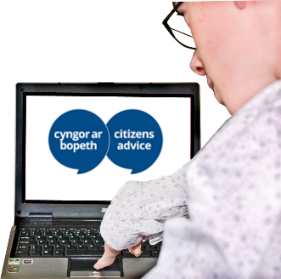 cyngor ar
bopeth
citizens
advice